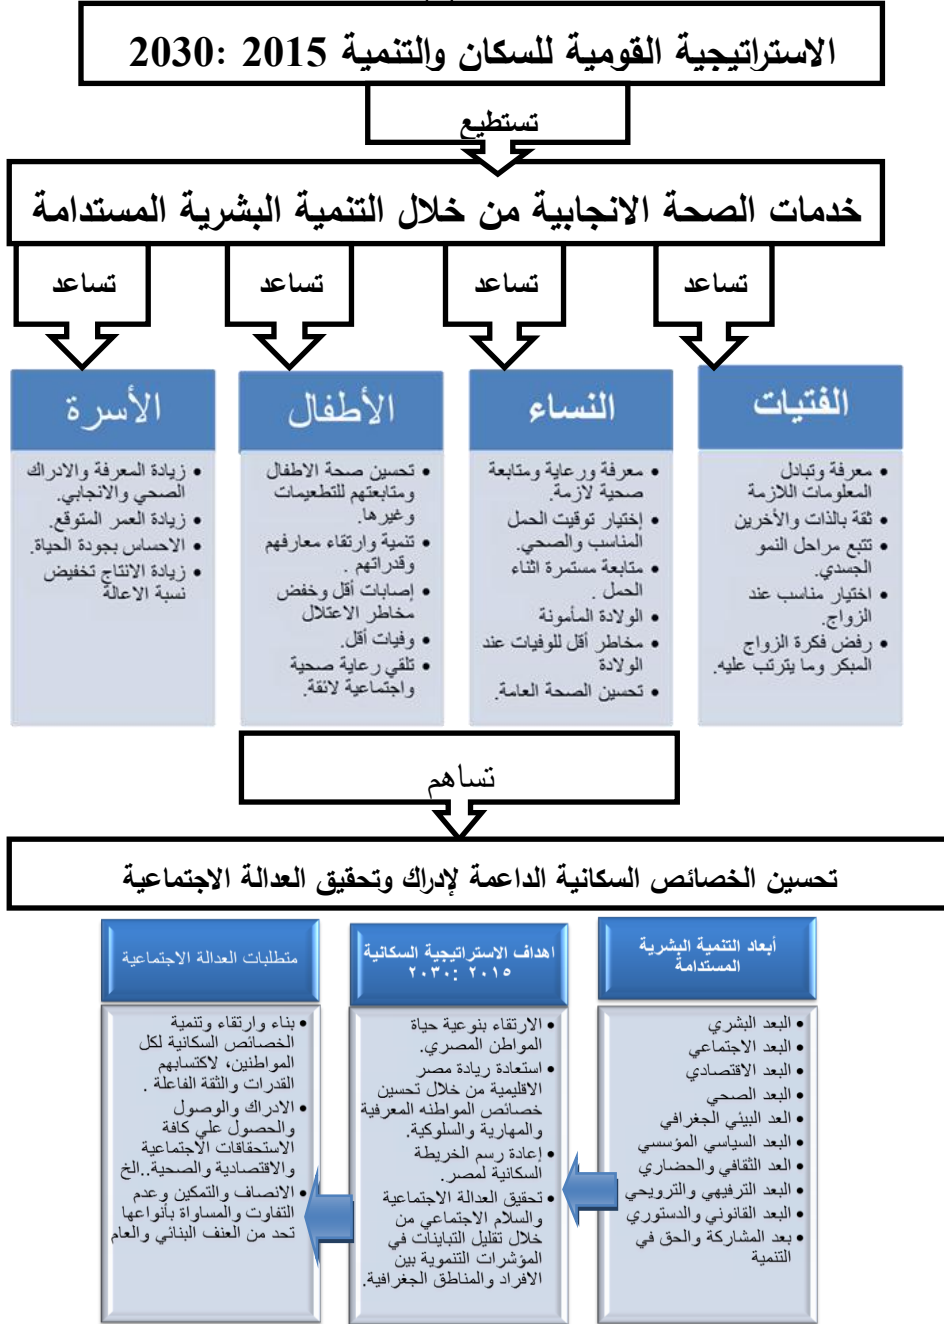 الاستراتيجية القومية للسكان والتنمية 2015 :2030
تستطيع
خدمات الصحة الانجابية من خلال التنمية البشرية المستدامة
تساعد
تساعد
تساعد
تساعد
الفتيات
• معرفة وتبادل
المعلومات اللازمة
• ثقة بالذات والأخرين
• تتبع مراحل النمو
الجسدي.
• اختيار مناسب عند
الزواج.
• رفض فكرة الزواج
المبكر وما يترتب عليه.
النساء
• معرفة ورعاية ومتابعة
صحية لازمة.
• إختيار توقيت الحمل
المناسب والصحي.
• متابعة مستمرة اثناء
الحمل .
• الولادة المأمونة
• مخاطر أقل للوفيات عند
الولادة
• تحسين الصحة العامة.
الأطفال
• تحسين صحة الاطفال
ومتابعتهم للتطعيمات
وغيرها.
• تنمية وارتقاء معارفهم
وقدراتهم .
• إصابات أقل وخفض
مخاطر الاعتلال
• وفيات أقل.
• تلقي رعاية صحية
واجتماعية لائقة.
الأسرة
• زيادة المعرفة والادراك
الصحي والانجابي.
• زيادة العمر المتوقع.
• الاحساس بجودة الحياة.
• زيادة الانتاج تخفيض
نسبة الاعالة
تساهم
تحسين الخصائص السكانية الداعمة لإدراك وتحقيق العدالة الاجتماعية
أبعاد التنمية البشرية
المستدامة
• البعد البشري
• البعد الاجتماعي
• البعد الاقتصادي
• البعد الصحي
• العد البيئي الجغرافي
• البعد السياسي المؤسسي
• العد الثقافي والحضاري
• البعد الترفيهي والترويحي
• البعد القانوني والدستوري
• بعد المشاركة والحق في
التنمية
اهداف الاستراتيجية السكانية
٢٠١٥ :٢٠٣٠
• الارتقاء بنوعية حياة
المواطن المصري.
• استعادة ريادة مصر
الاقليمية من خلال تحسين
خصائص المواطنه المعرفية
والمهارية والسلوكية.
• إعادة رسم الخريطة
السكانية لمصر.
• تحقيق العدالة الاجتماعية
والسلام الاجتماعي من
خلال تقليل التباينات في
المؤشرات التنموية بين
الافراد والمناطق الجغرافية.
متطلبات العدالة الاجتماعية
• بناء وارتقاء وتنمية
الخصائص السكانية لكل
المواطنين، لاكتسابهم
القدرات والثقة الفاعلة .
• الادراك والوصول
والحصول علي كافة
الاستحقاقات الاجتماعية
والاقتصادية والصحية..الخ
• الانصاف والتمكين وعدم
التفاوت والمساواة بأنواعها
تحد من العنف البنائي والعام